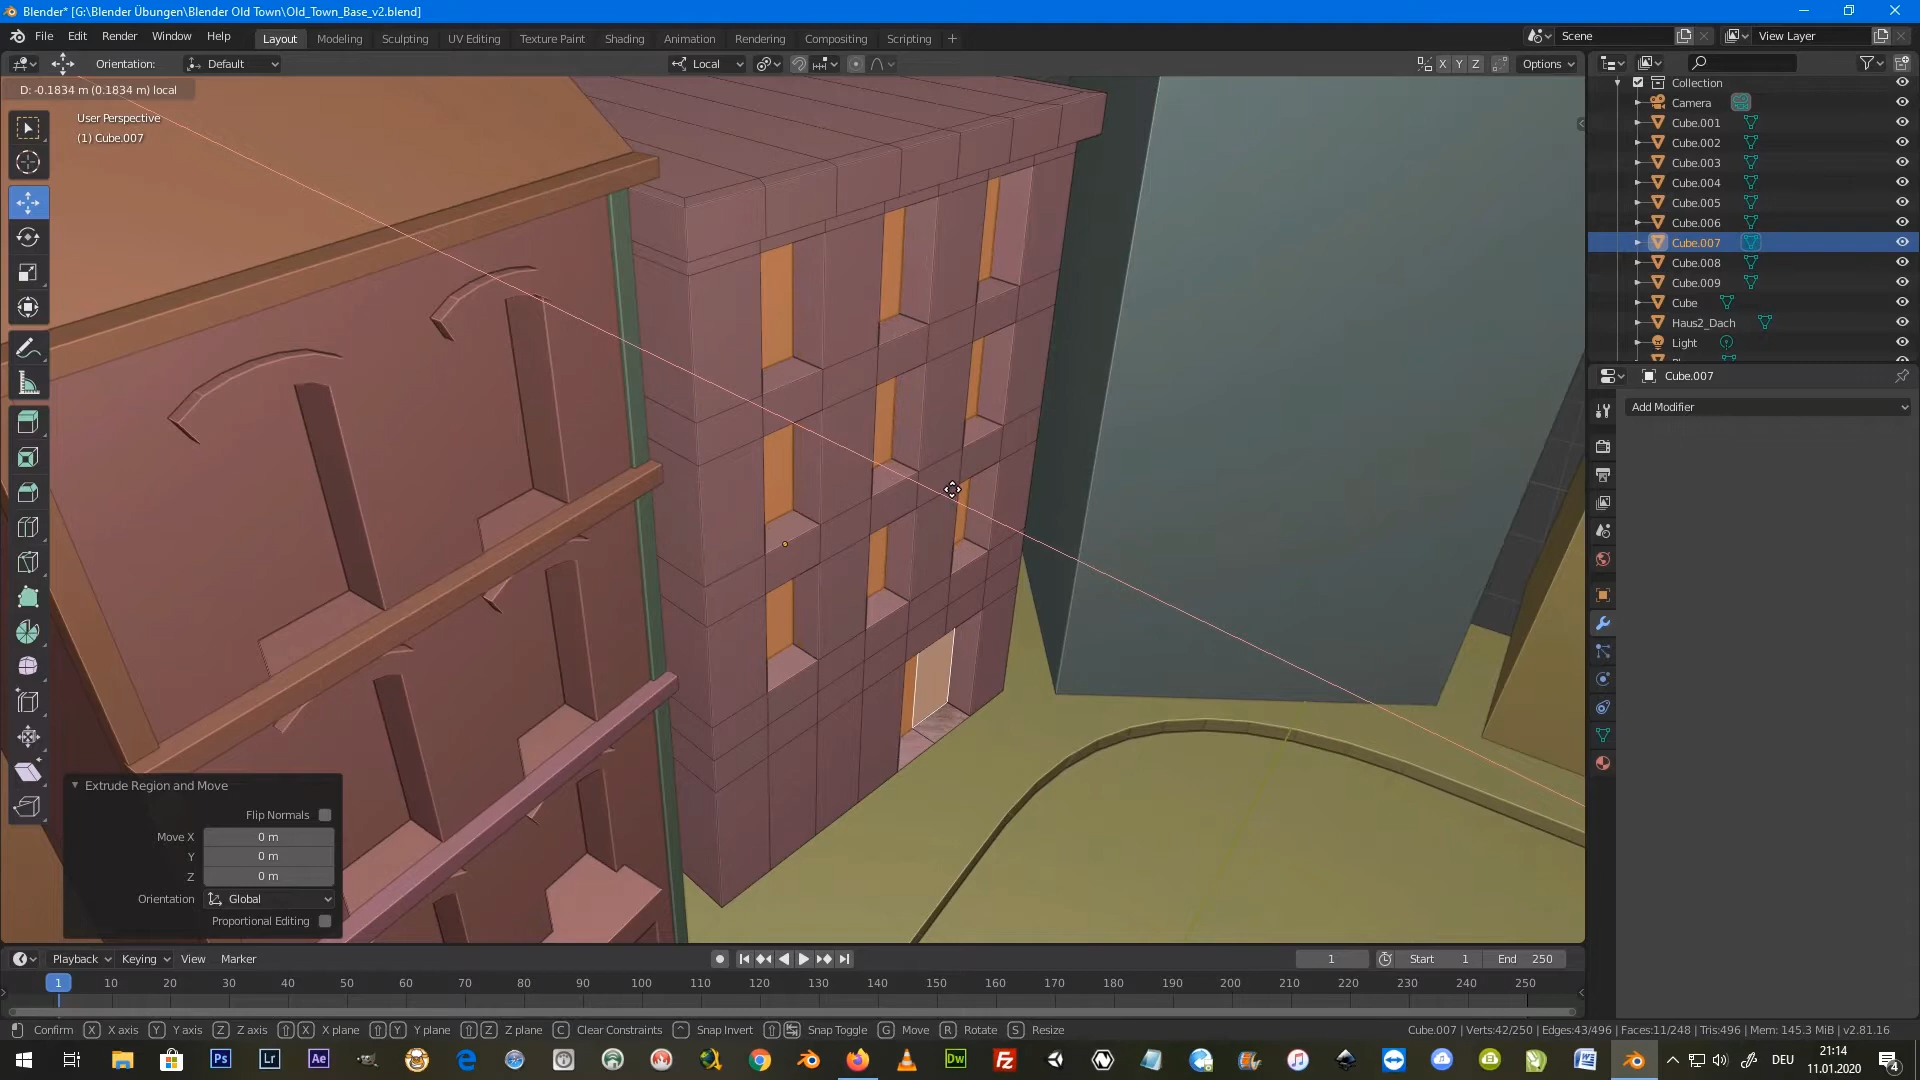 Blender* [G:\Blender Übungen\Blender Old Town\Old_Town_Base_v2.blend]
File Edit Render Window Help Layout Modeling Sculpting UV Editing Texture Paint Shading Animation Rendering Compositing Scripting Scene View Layer
Orientation: Default Local X Y Z Options
D: -0.1834 m (0.1834 m) local
User Perspective
(1) Cube.007
Collection
Camera
Cube.001
Cube.002
Cube.003
Cube.004
Cube.005
Cube.006
Cube.007
Cube.008
Cube.009
Cube
Haus2_Dach
Light
Cube.007
Add Modifier
Extrude Region and Move
Flip Normals
Move X 0 m
Y 0 m
Z 0 m
Orientation Global
Proportional Editing
Playback Keying View Marker 1 Start 1 End 250
1 10 20 30 40 50 60 70 80 90 100 110 120 130 140 150 160 170 180 190 200 210 220 230 240 250
Confirm X X axis Y Y axis Z Z axis X X plane Y Y plane Z Z plane C Clear Constraints Snap Invert Snap Toggle G Move R Rotate S Resize Cube.007 | Verts:42/250 | Edges:43/496 | Faces:11/248 | Tris:496 | Mem: 145.3 MiB | v2.81.16
Ps Lr Ae Dw Fz DEU 21:14
11.01.2020 4